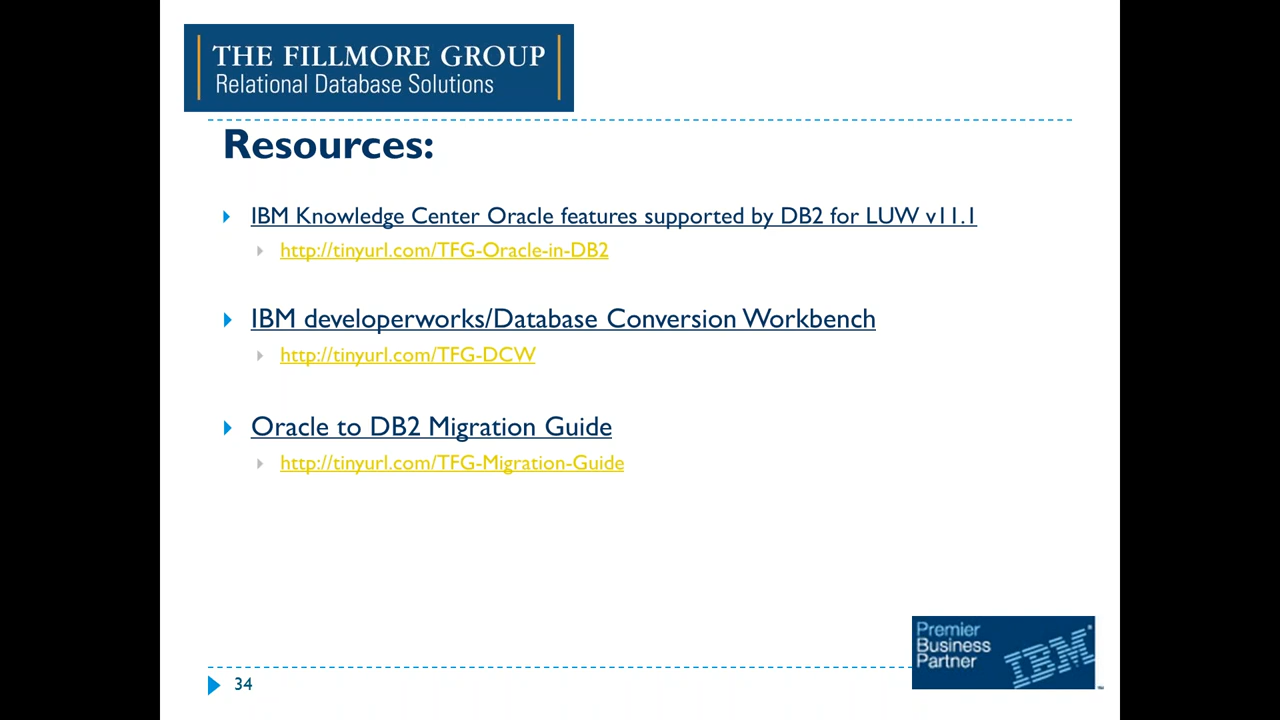 THE FILLMORE GROUP
Relational Database Solutions
Resources:
IBM Knowledge Center Oracle features supported by DB2 for LUW v11.1
http://tinyurl.com/TFG-Oracle-in-DB2
IBM developerworks/Database Conversion Workbench
http://tinyurl.com/TFG-DCW
Oracle to DB2 Migration Guide
http://tinyurl.com/TFG-Migration-Guide
Premier
Business
Partner
IBM
34